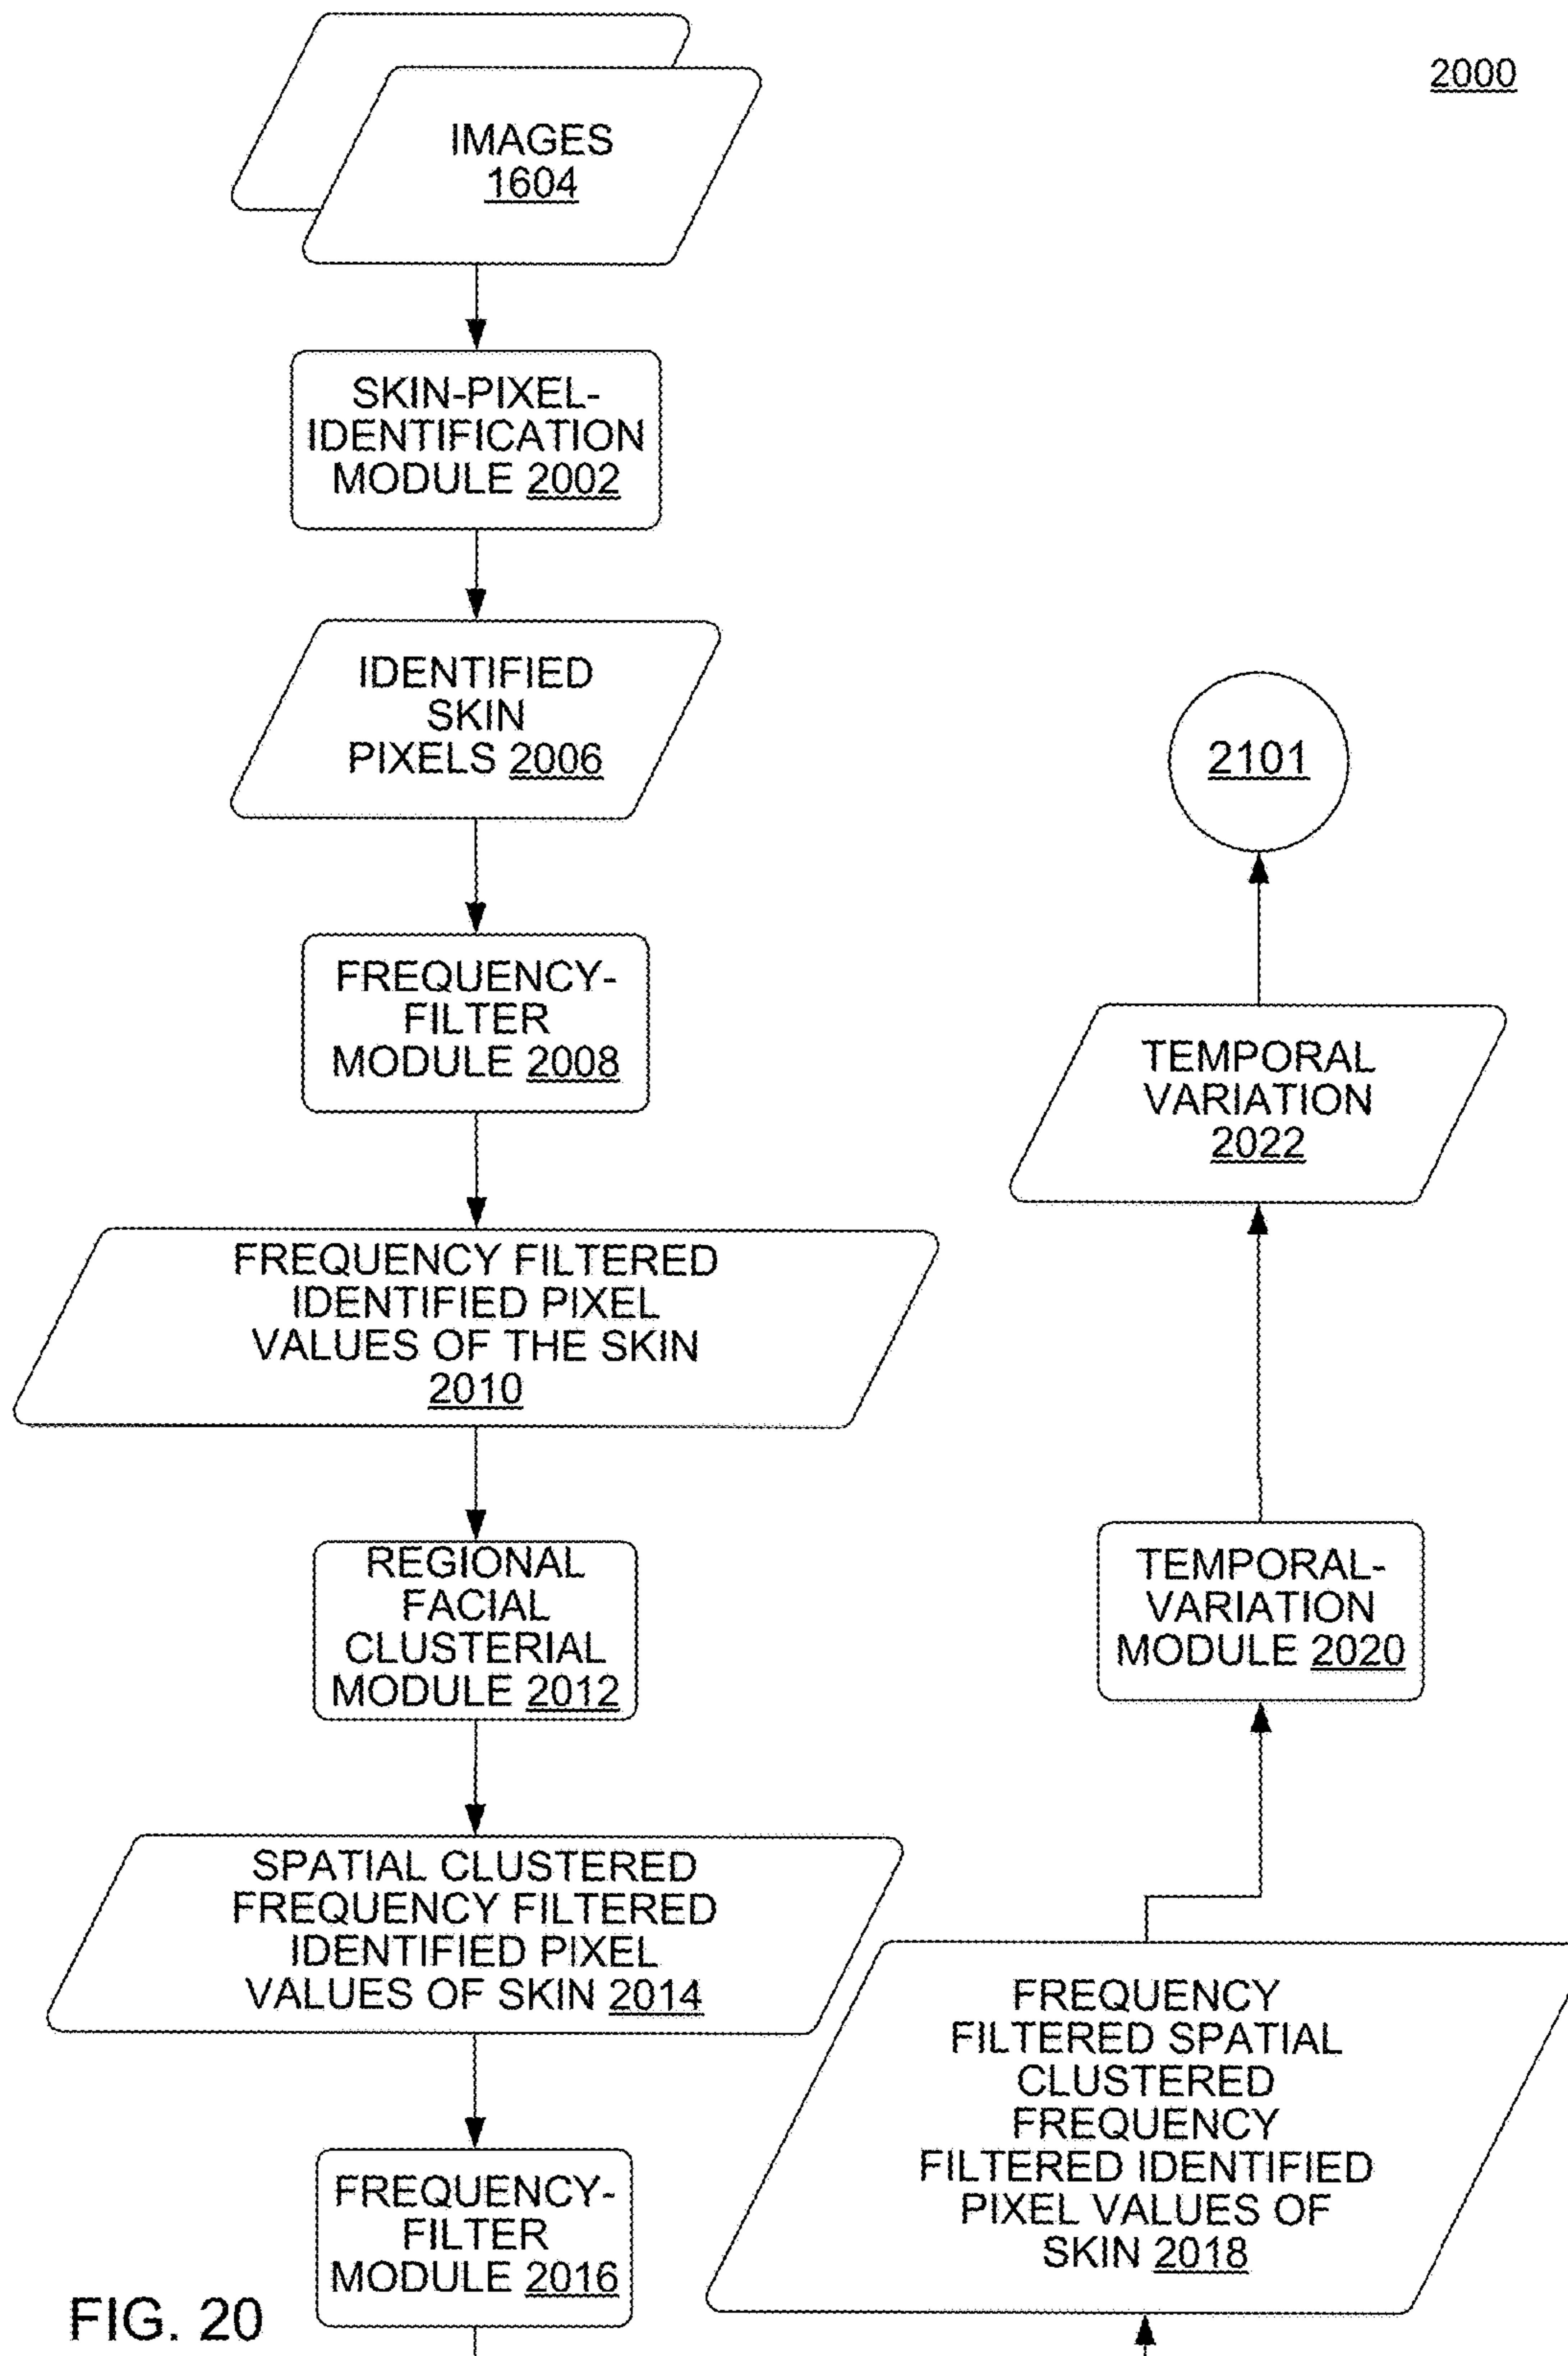 2000
IMAGES
1604
SKIN-PIXEL-
IDENTIFICATION
MODULE 2002
IDENTIFIED
SKIN
PIXELS 2006
FREQUENCY-
FILTER
MODULE 2008
FREQUENCY FILTERED
IDENTIFIED PIXEL
VALUES OF THE SKIN
2010
REGIONAL
FACIAL
CLUSTERIAL
MODULE 2012
SPATIAL CLUSTERED
FREQUENCY FILTERED
IDENTIFIED PIXEL
VALUES OF SKIN 2014
FREQUENCY-
FILTER
MODULE 2016
FREQUENCY
FILTERED SPATIAL
CLUSTERED
FREQUENCY
FILTERED IDENTIFIED
PIXEL VALUES OF
SKIN 2018
TEMPORAL-
VARIATION
MODULE 2020
TEMPORAL
VARIATION
2022
2101
FIG. 20